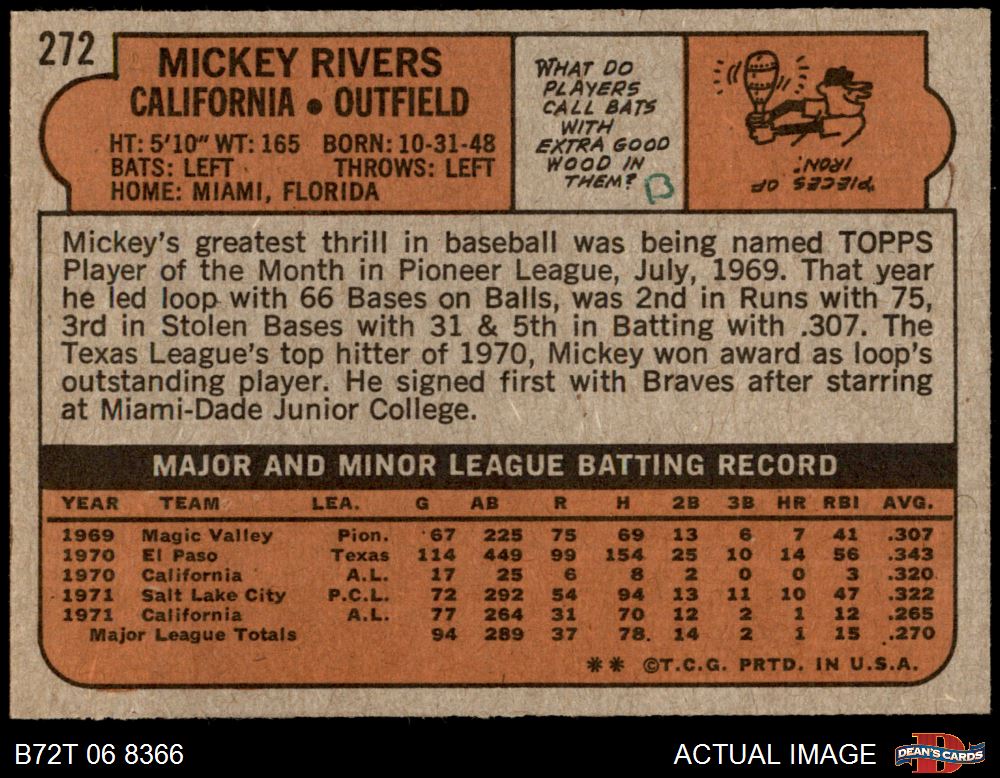 272
MICKEY RIVERS
CALIFORNIA • OUTFIELD
HT: 5'10" WT: 165 BORN: 10-31-48
BATS: LEFT THROWS: LEFT
HOME: MIAMI, FLORIDA
WHAT DO
PLAYERS
CALL BATS
WITH
EXTRA GOOD
WOOD IN
THEM?
B
PIECES OF
IRON!
Mickey's greatest thrill in baseball was being named TOPPS
Player of the Month in Pioneer League, July, 1969. That year
he led loop with 66 Bases on Balls, was 2nd in Runs with 75,
3rd in Stolen Bases with 31 & 5th in Batting with .307. The
Texas League's top hitter of 1970, Mickey won award as loop's
outstanding player. He signed first with Braves after starring
at Miami-Dade Junior College.
MAJOR AND MINOR LEAGUE BATTING RECORD
YEAR TEAM LEA. G AB R H 2B 3B HR RBI AVG.
1969 Magic Valley Pion. 67 225 75 69 13 6 7 41 .307
1970 El Paso Texas 114 449 99 154 25 10 14 56 .343
1970 California A.L. 17 25 6 8 2 0 0 3 .320
1971 Salt Lake City P.C.L. 72 292 54 94 13 11 10 47 .322
1971 California A.L. 77 264 31 70 12 2 1 12 .265
Major League Totals 94 289 37 78 14 2 1 15 .270
** ©T.C.G. PRTD. IN U.S.A.
B72T 06 8366
ACTUAL IMAGE
D
DEAN'S CARDS